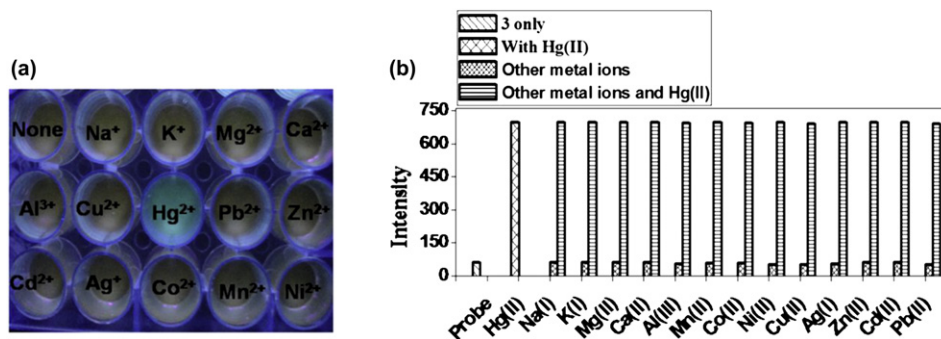 (a)
None Na⁺ K⁺ Mg²⁺ Ca²⁺
Al³⁺ Cu²⁺ Hg²⁺ Pb²⁺ Zn²⁺
Cd²⁺ Ag⁺ Co²⁺ Mn²⁺ Ni²⁺
(b)
3 only
With Hg(II)
Other metal ions
Other metal ions and Hg(II)
Intensity
750
600
450
300
150
0
Probe
Hg(II)
Na(I)
K(I)
Mg(II)
Ca(II)
Al(III)
Mn(II)
Co(II)
Ni(II)
Cu(II)
Ag(I)
Zn(II)
Cd(II)
Pb(II)